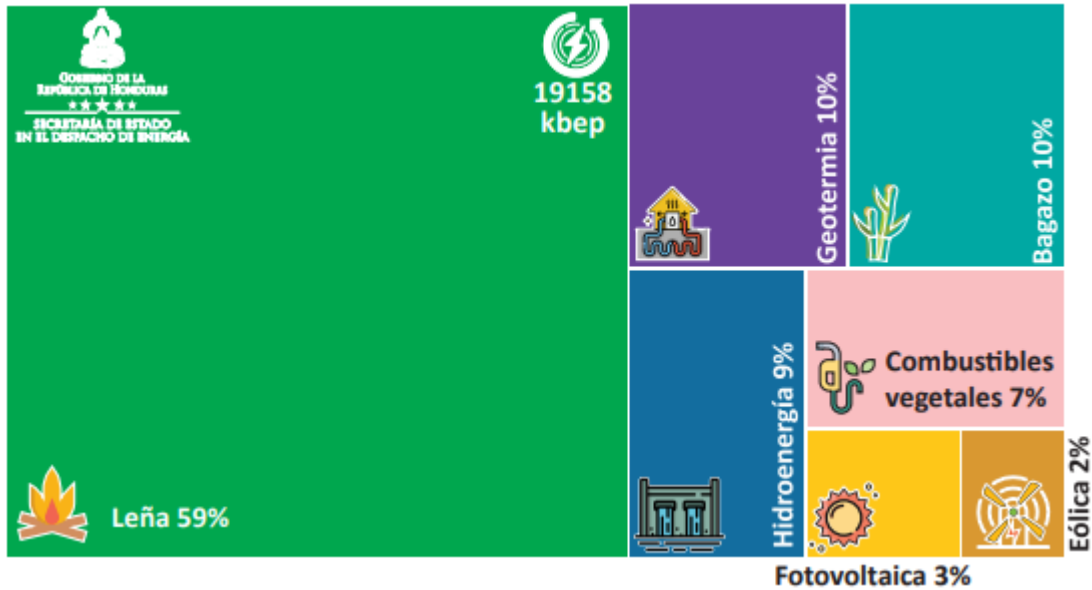 GOBIERNO DE LA
REPÚBLICA DE HONDURAS
SECRETARÍA DE ESTADO
EN EL DESPACHO DE ENERGÍA
19158
kbep
Leña 59%
Geotermia 10%
Bagazo 10%
Hidroenergía 9%
Combustibles
vegetales 7%
Fotovoltaica 3%
Eólica 2%